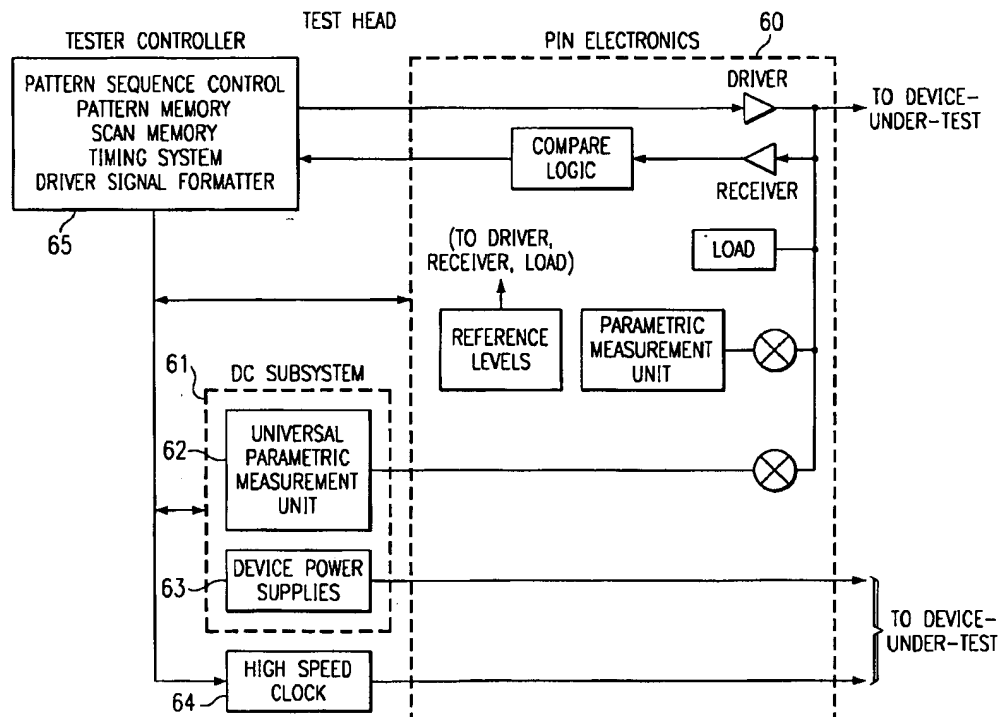 TEST HEAD
TESTER CONTROLLER
PATTERN SEQUENCE CONTROL
PATTERN MEMORY
SCAN MEMORY
TIMING SYSTEM
DRIVER SIGNAL FORMATTER
65
PIN ELECTRONICS
60
DRIVER
TO DEVICE-
UNDER-TEST
COMPARE
LOGIC
RECEIVER
(TO DRIVER,
RECEIVER, LOAD)
LOAD
REFERENCE
LEVELS
PARAMETRIC
MEASUREMENT
UNIT
61
DC SUBSYSTEM
62
UNIVERSAL
PARAMETRIC
MEASUREMENT
UNIT
63
DEVICE POWER
SUPPLIES
TO DEVICE-
UNDER-TEST
HIGH SPEED
CLOCK
64